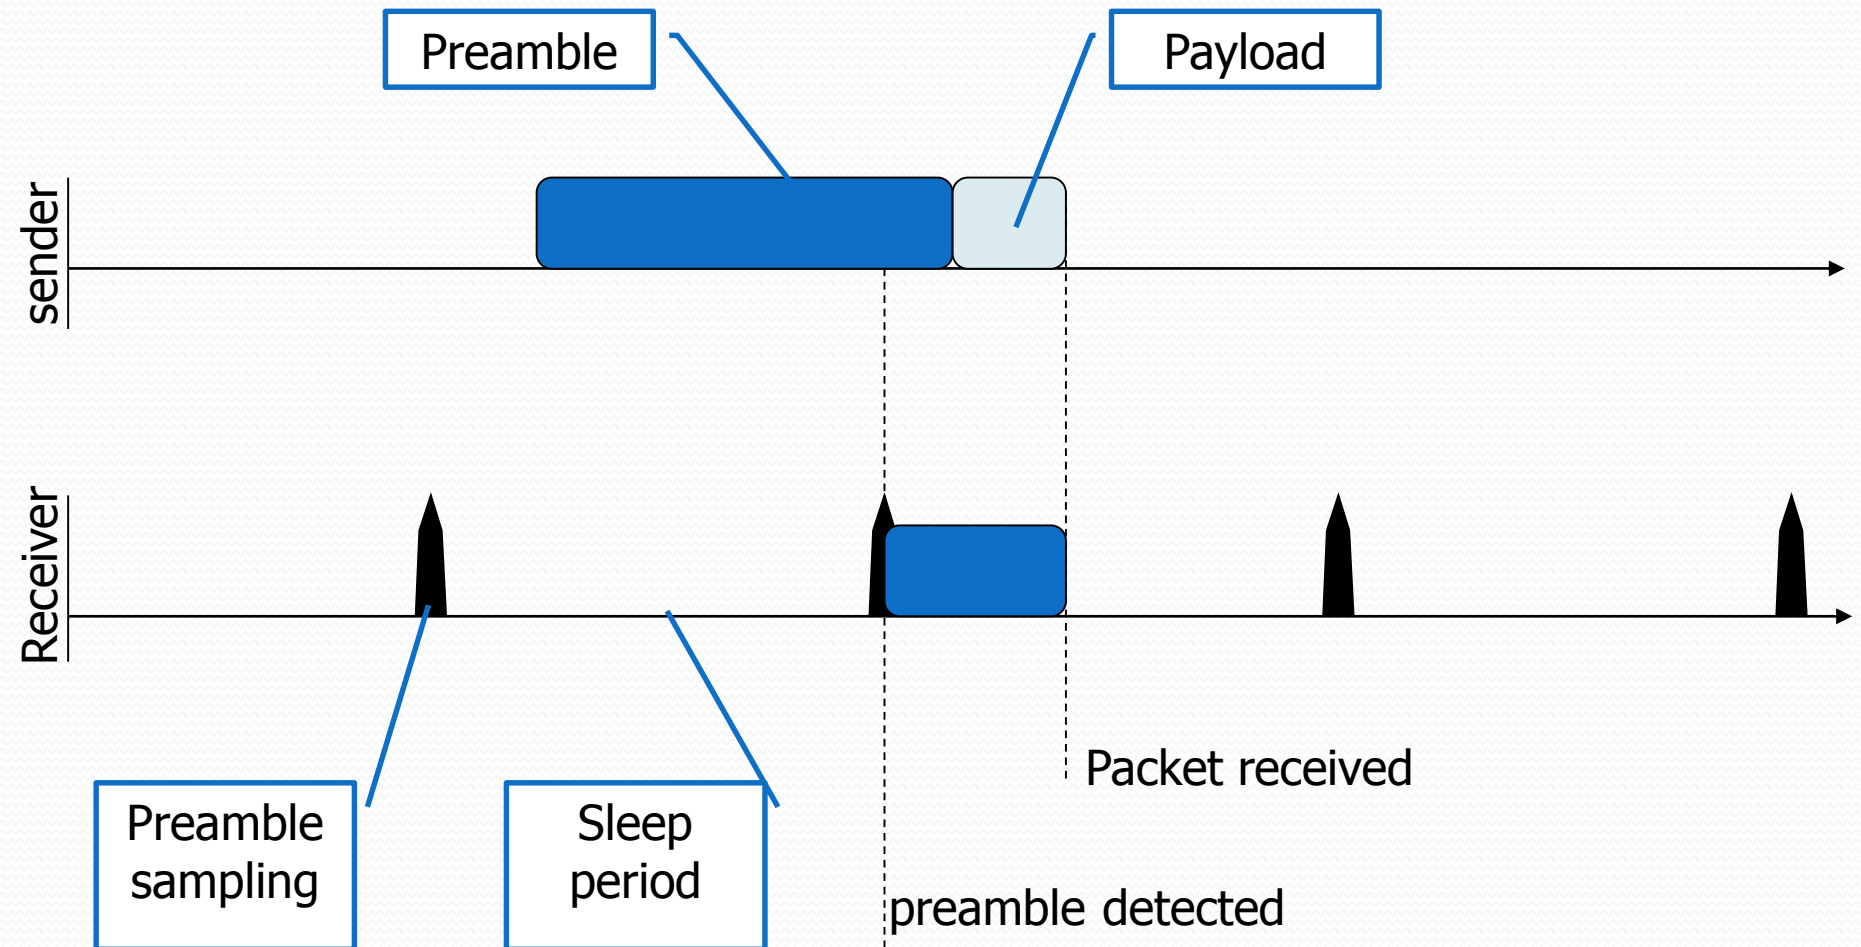 Preamble
Payload
sender
Receiver
Packet received
Preamble
sampling
Sleep
period
preamble detected